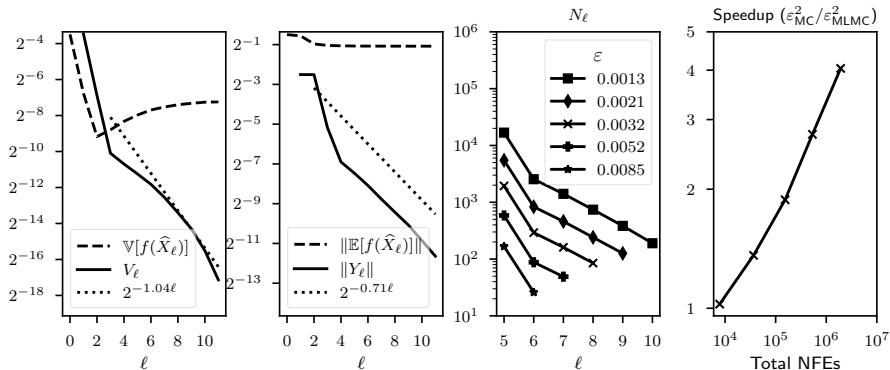 2^{-4}
2^{-6}
2^{-8}
2^{-10}
2^{-12}
2^{-14}
2^{-16}
2^{-18}
0 2 4 6 8 10
ℓ
𝕍[f(X̂_ℓ)]
V_ℓ
2^{-1.04ℓ}
2^{-1}
2^{-3}
2^{-5}
2^{-7}
2^{-9}
2^{-11}
2^{-13}
0 2 4 6 8 10
ℓ
‖𝔼[f(X̂_ℓ)]‖
‖Y_ℓ‖
2^{-0.71ℓ}
N_ℓ
10^6
10^5
10^4
10^3
10^2
10^1
5 6 7 8 9 10
ℓ
ε
0.0013
0.0021
0.0032
0.0052
0.0085
Speedup (ε²_MC/ε²_MLMC)
5
4
3
2
1
10^4 10^5 10^6 10^7
Total NFEs